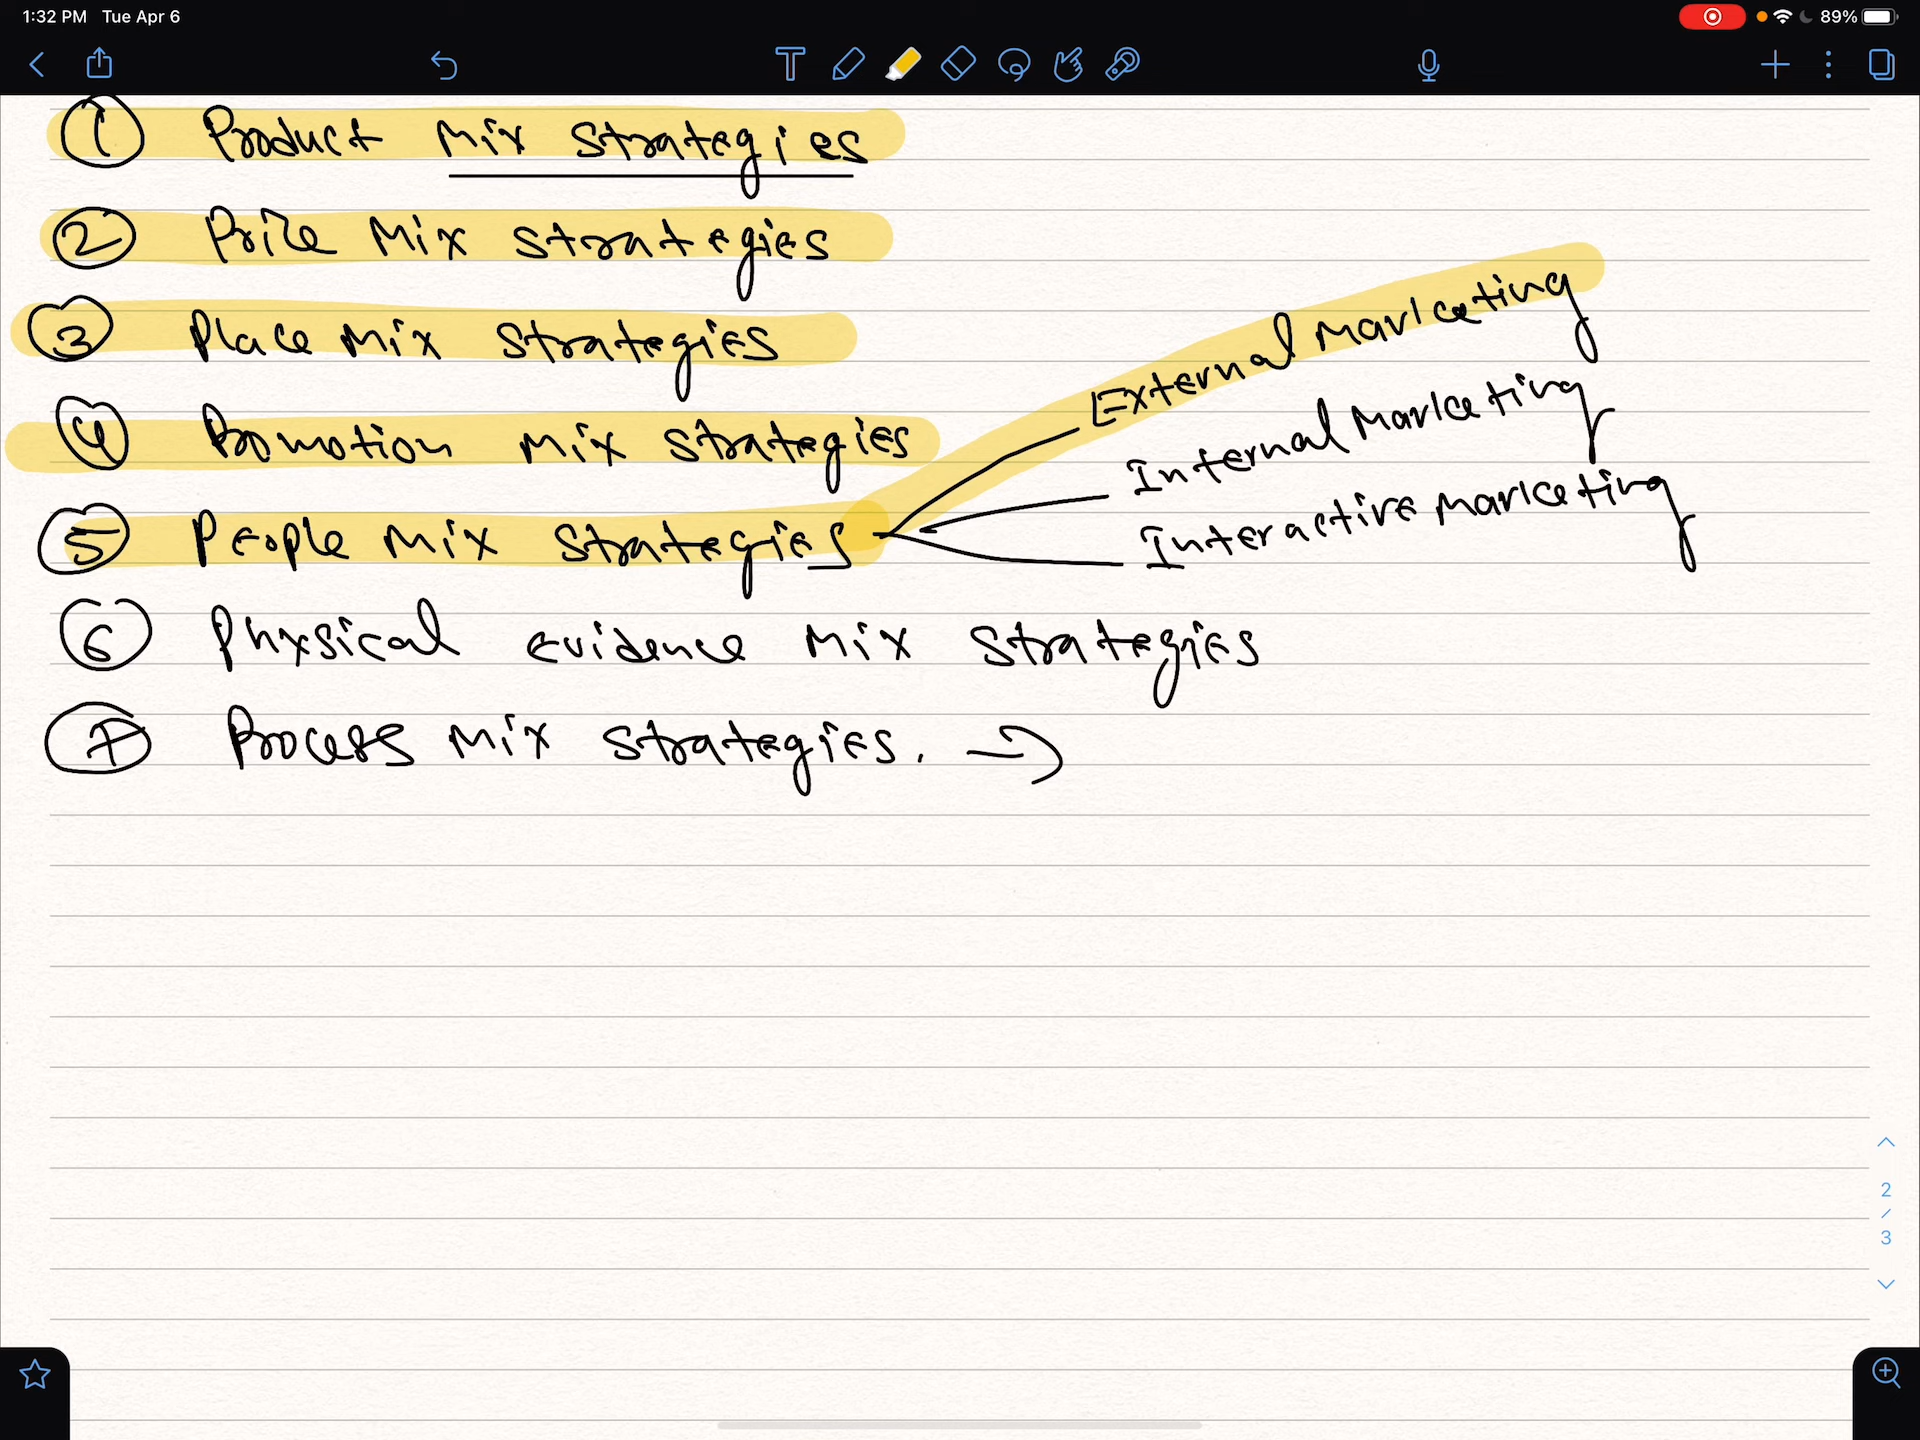 1:32 PM Tue Apr 6
89%
1 Product Mix Strategies
2 Price Mix Strategies
3 Place Mix Strategies
4 Promotion Mix Strategies
External Marketing
Internal Marketing
5 People Mix Strategies
Interactive Marketing
6 Physical Evidence Mix Strategies
7 Process Mix Strategies. →
2
/
3